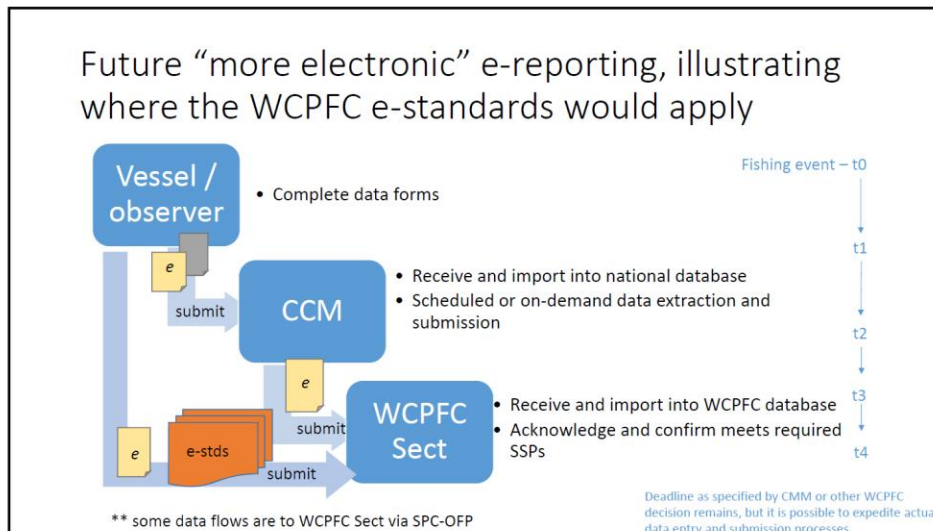 Future “more electronic” e-reporting, illustrating
where the WCPFC e-standards would apply
Vessel /
observer
• Complete data forms
Fishing event – t0
e
submit
t1
CCM
• Receive and import into national database
• Scheduled or on-demand data extraction and
submission
t2
e
submit
WCPFC
Sect
• Receive and import into WCPFC database
• Acknowledge and confirm meets required
SSPs
t3
t4
e
e-stds
submit
** some data flows are to WCPFC Sect via SPC-OFP
Deadline as specified by CMM or other WCPFC
decision remains, but it is possible to expedite actua
data entry and submission processes